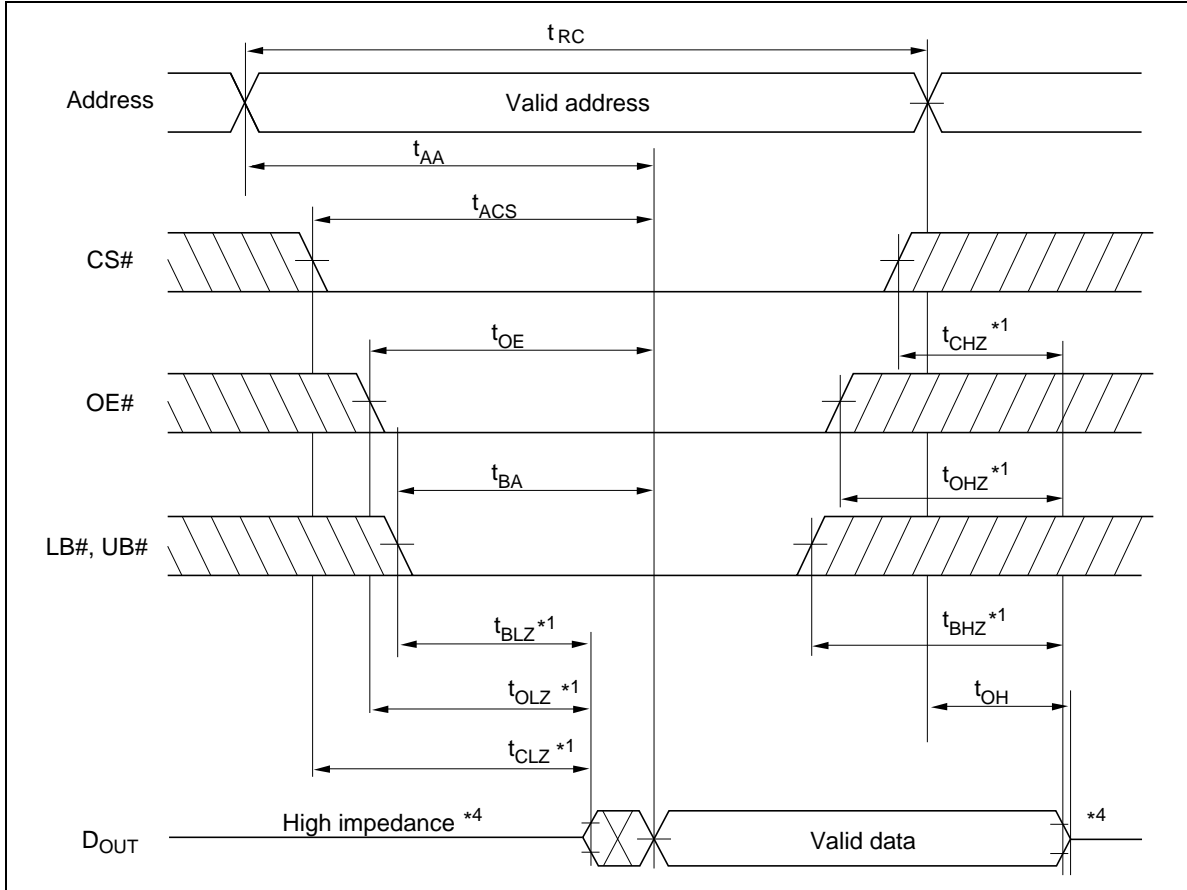 t RC
Address
Valid address
tAA
tACS
CS#
tOE
tCHZ *1
OE#
tBA
tOHZ *1
LB#, UB#
tBLZ *1
tBHZ *1
tOLZ *1
tOH
tCLZ *1
High impedance *4
*4
DOUT
Valid data